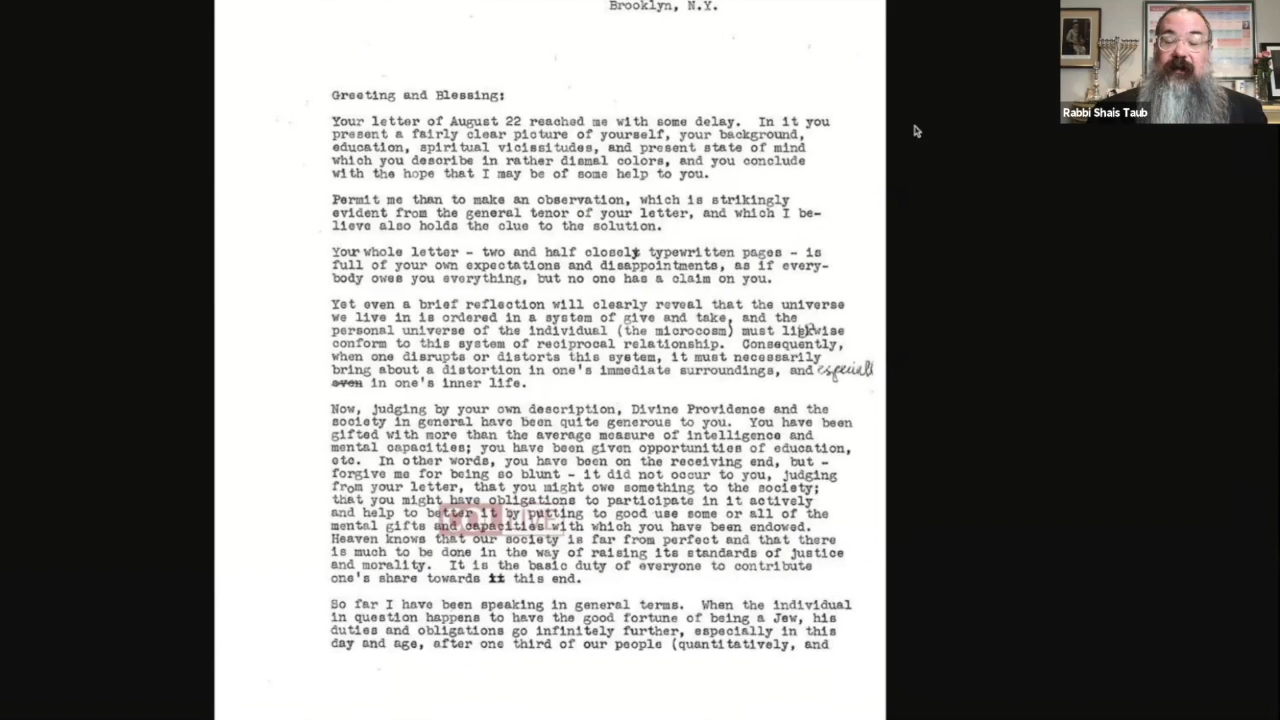 Brooklyn, N.Y.
Greeting and Blessing:
Your letter of August 22 reached me with some delay. In it you
present a fairly clear picture of yourself, your background,
education, spiritual vicissitudes, and present state of mind
which you describe in rather dismal colors, and you conclude
with the hope that I may be of some help to you.
Permit me than to make an observation, which is strikingly
evident from the general tenor of your letter, and which I be-
lieve also holds the clue to the solution.
Your whole letter - two and half closely typewritten pages - is
full of your own expectations and disappointments, as if every-
body owes you everything, but no one has a claim on you.
Yet even a brief reflection will clearly reveal that the universe
we live in is ordered in a system of give and take, and the
personal universe of the individual (the microcosm) must likewise
conform to this system of reciprocal relationship. Consequently,
when one disrupts or distorts this system, it must necessarily
bring about a distortion in one's immediate surroundings, and especiall
even in one's inner life.
Now, judging by your own description, Divine Providence and the
society in general have been quite generous to you. You have been
gifted with more than the average measure of intelligence and
mental capacities; you have been given opportunities of education,
etc. In other words, you have been on the receiving end, but -
forgive me for being so blunt - it did not occur to you, judging
from your letter, that you might owe something to the society;
that you might have obligations to participate in it actively
and help to better it by putting to good use some or all of the
mental gifts and capacities with which you have been endowed.
Heaven knows that our society is far from perfect and that there
is much to be done in the way of raising its standards of justice
and morality. It is the basic duty of everyone to contribute
one's share towards it this end.
So far I have been speaking in general terms. When the individual
in question happens to have the good fortune of being a Jew, his
duties and obligations go infinitely further, especially in this
day and age, after one third of our people (quantitatively, and
Rabbi Shais Taub